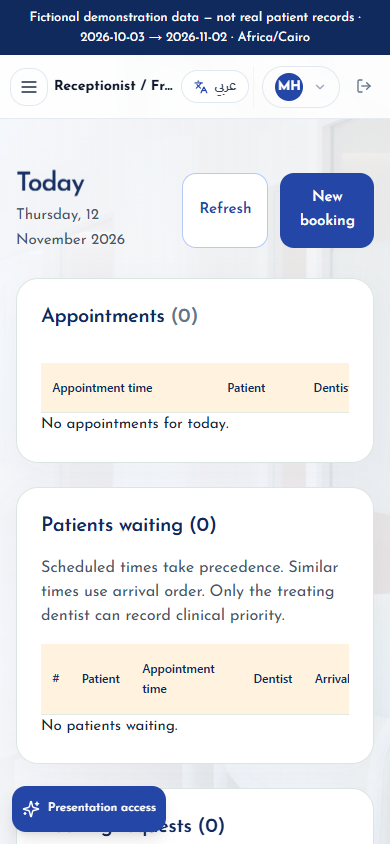 Fictional demonstration data — not real patient records ·
2026-10-03 → 2026-11-02 · Africa/Cairo
Receptionist / Fr...
عربي
MH
Today
Thursday, 12
November 2026
Refresh
New
booking
Appointments (0)
Appointment time Patient Dentis
No appointments for today.
Patients waiting (0)
Scheduled times take precedence. Similar
times use arrival order. Only the treating
dentist can record clinical priority.
# Patient Appointment
time Dentist Arrival
No patients waiting.
Presentation access
(0)